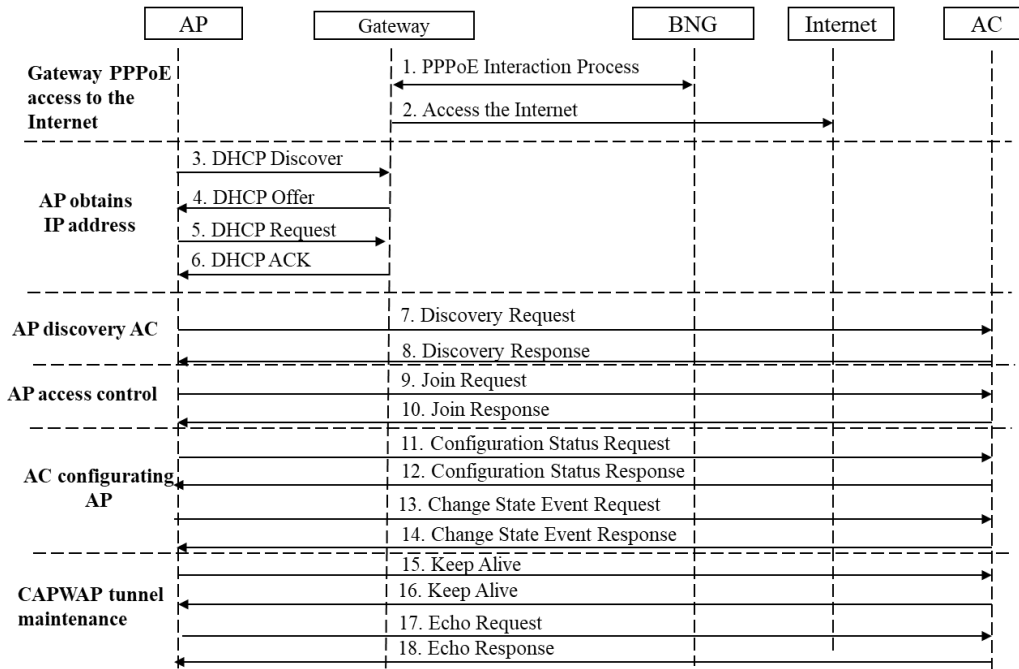 AP
Gateway
BNG
Internet
AC
Gateway PPPoE
access to the
Internet
1. PPPoE Interaction Process
2. Access the Internet
AP obtains
IP address
3. DHCP Discover
4. DHCP Offer
5. DHCP Request
6. DHCP ACK
AP discovery AC
7. Discovery Request
8. Discovery Response
AP access control
9. Join Request
10. Join Response
AC configurating
AP
11. Configuration Status Request
12. Configuration Status Response
13. Change State Event Request
14. Change State Event Response
CAPWAP tunnel
maintenance
15. Keep Alive
16. Keep Alive
17. Echo Request
18. Echo Response